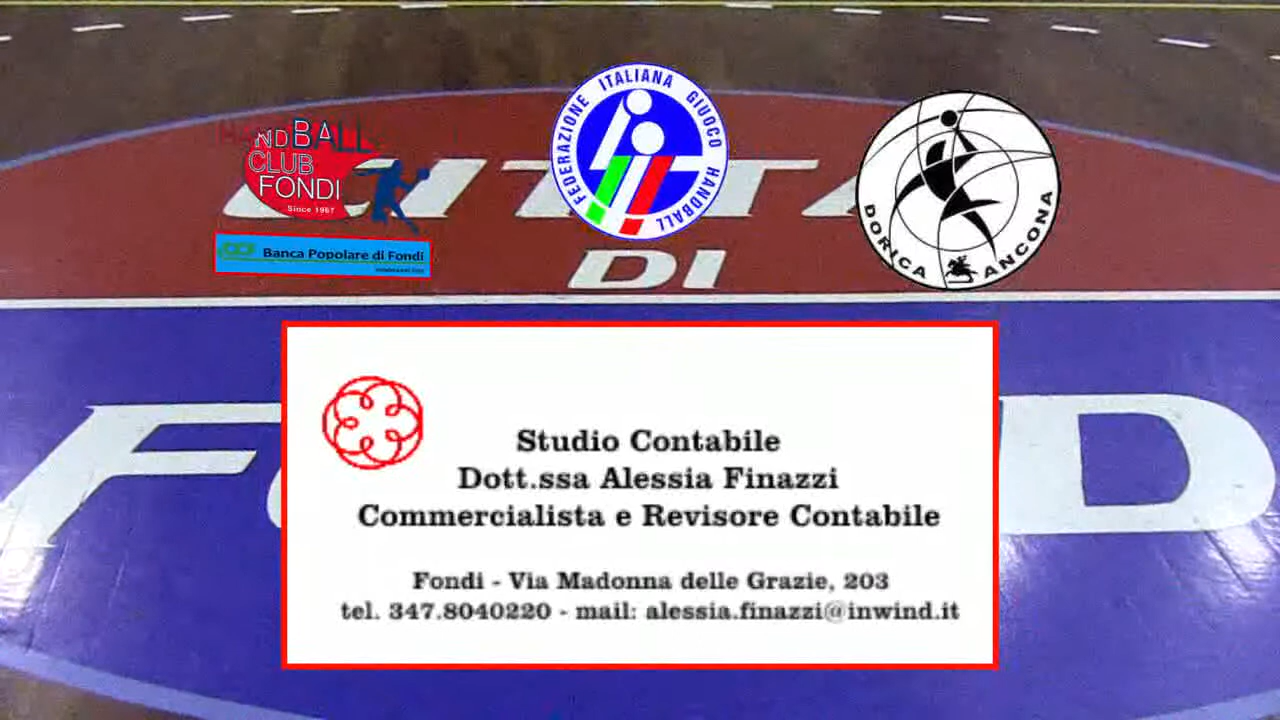 HANDBALL
CLUB
FONDI
Since 1967
Banca Popolare di Fondi
FEDERAZIONE ITALIANA GIUOCO HANDBALL
DORICA ANCONA
CITTA
DI
Studio Contabile
Dott.ssa Alessia Finazzi
Commercialista e Revisore Contabile
Fondi - Via Madonna delle Grazie, 203
tel. 347.8040220 - mail: alessia.finazzi@inwind.it